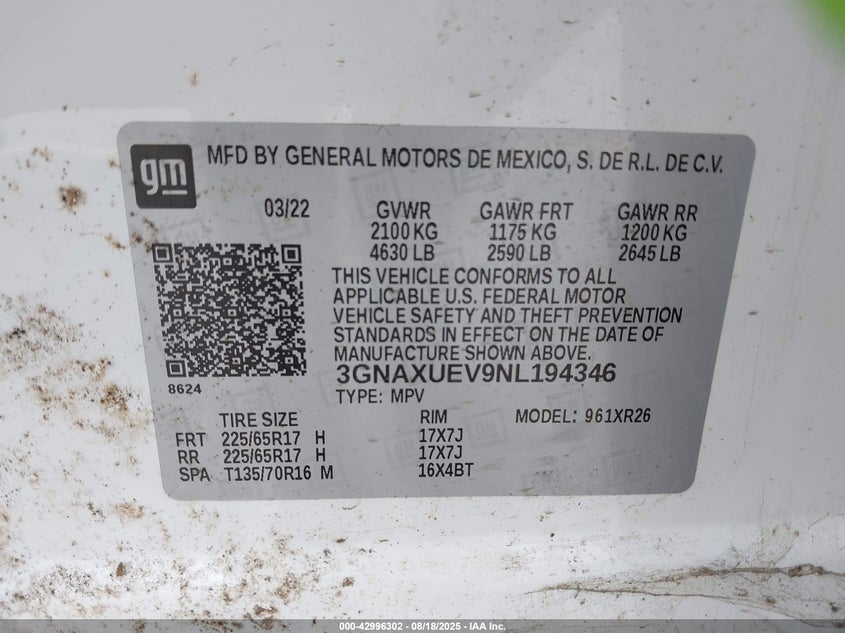 gm MFD BY GENERAL MOTORS DE MEXICO, S. DE R.L. DE C.V.
03/22 GVWR GAWR FRT GAWR RR
2100 KG 1175 KG 1200 KG
4630 LB 2590 LB 2645 LB
THIS VEHICLE CONFORMS TO ALL
APPLICABLE U.S. FEDERAL MOTOR
VEHICLE SAFETY AND THEFT PREVENTION
STANDARDS IN EFFECT ON THE DATE OF
MANUFACTURE SHOWN ABOVE.
8624 3GNAXUEV9NL194346
TYPE: MPV
TIRE SIZE RIM MODEL: 961XR26
FRT 225/65R17 H 17X7J
RR 225/65R17 H 17X7J
SPA T135/70R16 M 16X4BT
000-42996302 - 08/18/2025 - IAA Inc.